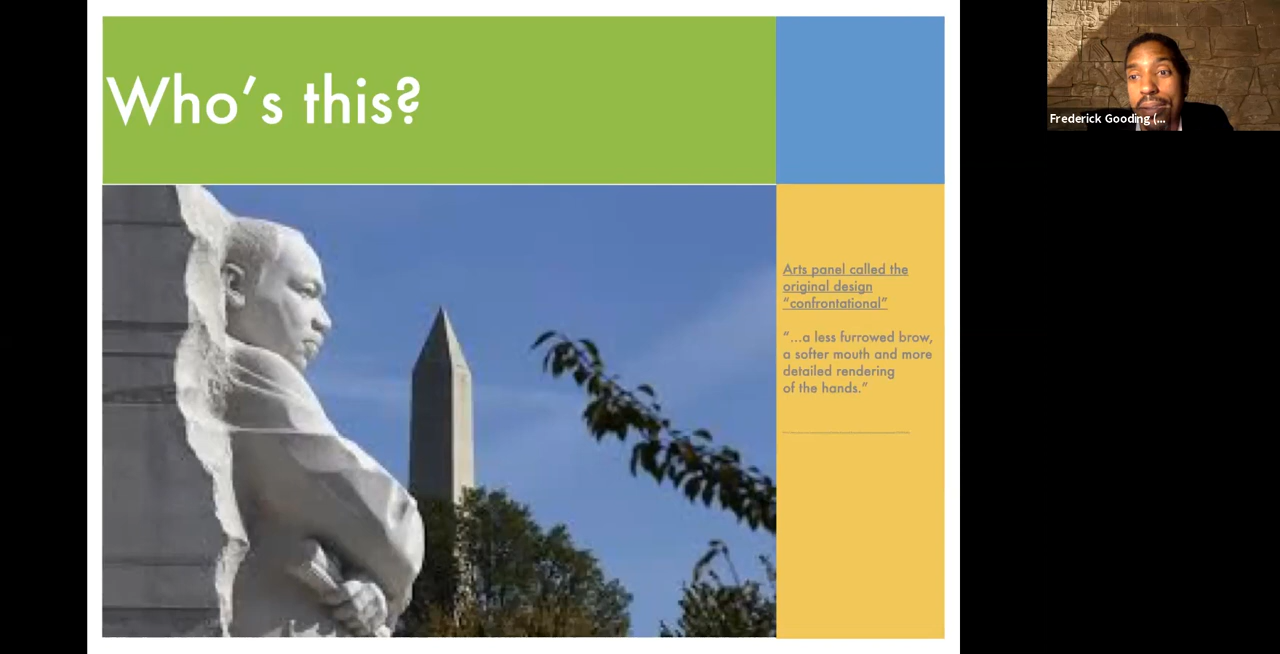 Who's this?
Frederick Gooding (...
Arts panel called the
original design
"confrontational"
"...a less furrowed brow,
a softer mouth and more
detailed rendering
of the hands."